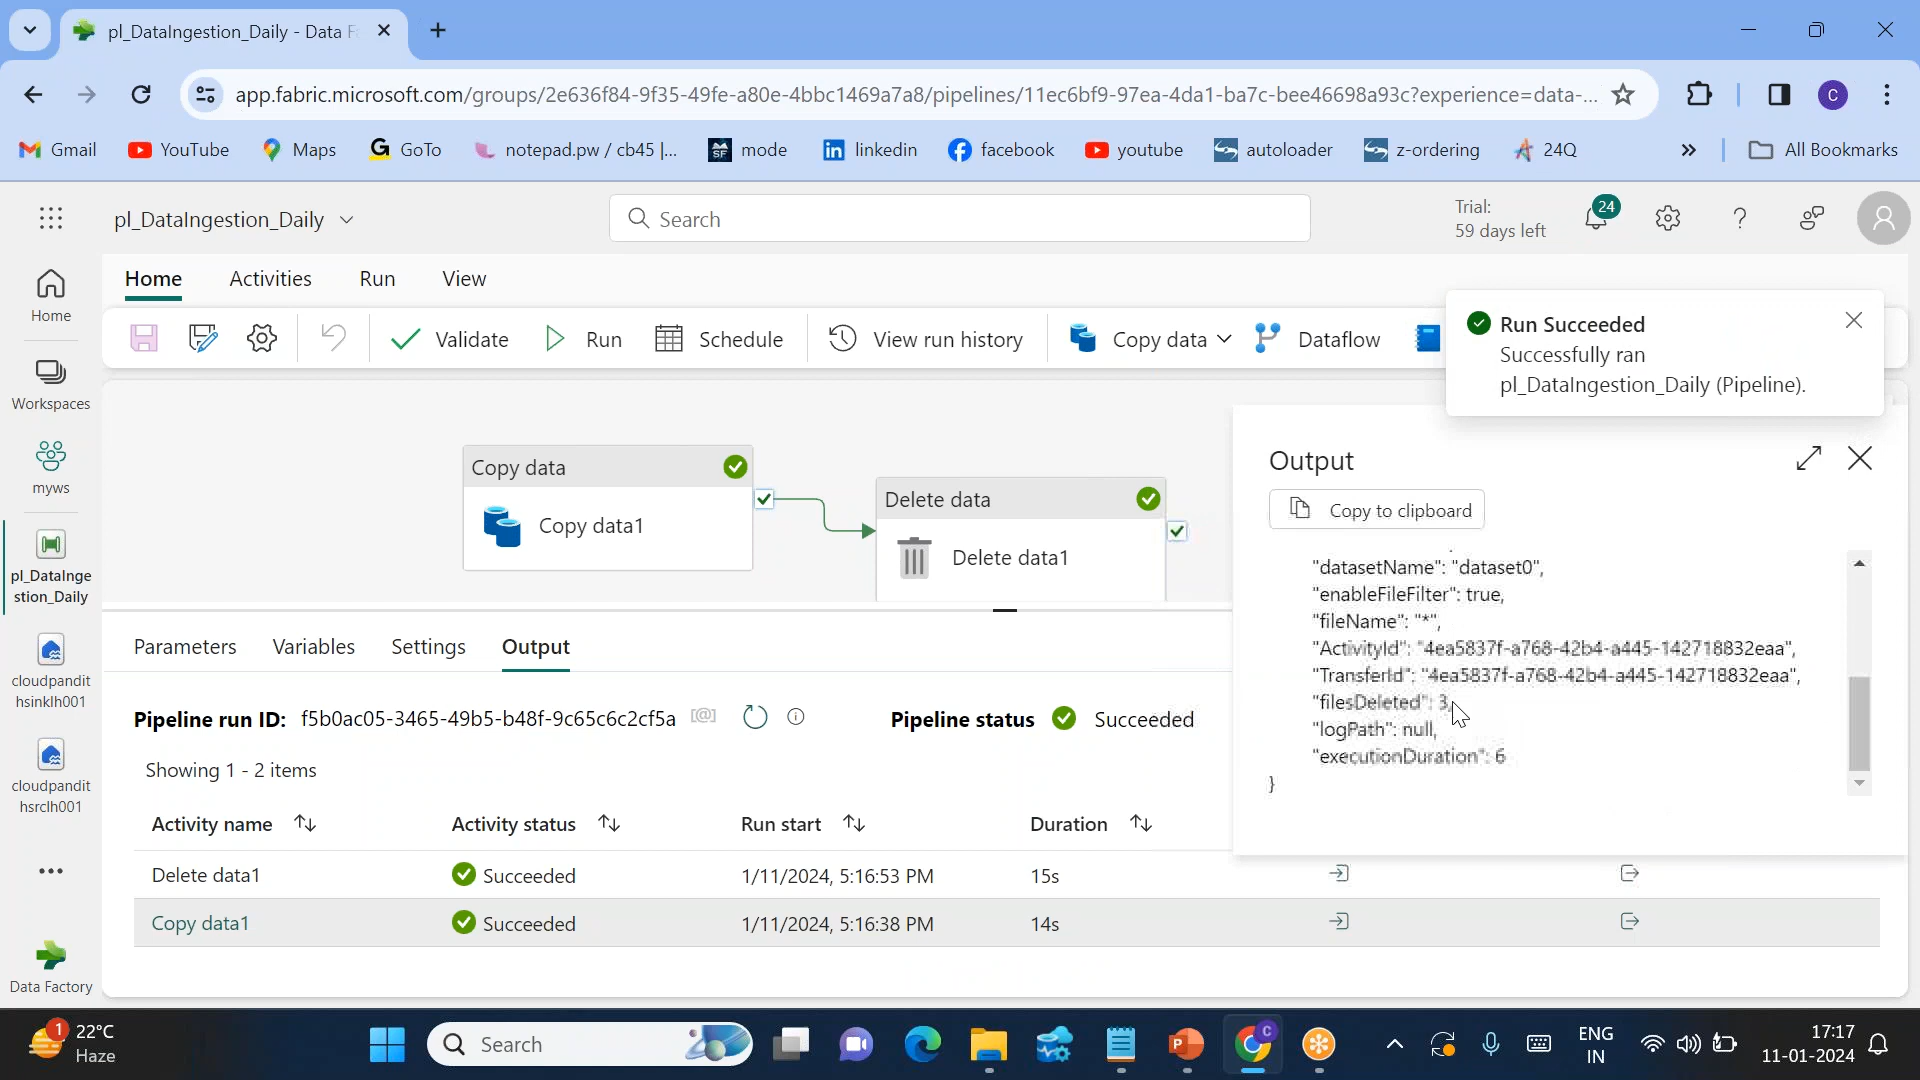 pl_DataIngestion_Daily - Data F
app.fabric.microsoft.com/groups/2e636f84-9f35-49fe-a80e-4bbc1469a7a8/pipelines/11ec6bf9-97ea-4da1-ba7c-bee46698a93c?experience=data-...
C
Gmail
YouTube
Maps
GoTo
notepad.pw / cb45 |...
mode
linkedin
facebook
youtube
autoloader
z-ordering
24Q
All Bookmarks
pl_DataIngestion_Daily
Search
Trial:
59 days left
24
Home
Workspaces
myws
pl_DataInge
stion_Daily
cloudpandit
hsinklh001
cloudpandit
hsrclh001
Data Factory
Home
Activities
Run
View
Validate
Run
Schedule
View run history
Copy data
Dataflow
Run Succeeded
Successfully ran
pl_DataIngestion_Daily (Pipeline).
Copy data
Copy data1
Delete data
Delete data1
Output
Copy to clipboard
"datasetName": "dataset0",
"enableFileFilter": true,
"fileName": "*",
"ActivityId": "4ea5837f-a768-42b4-a445-142718832eaa",
"TransferId": "4ea5837f-a768-42b4-a445-142718832eaa",
"filesDeleted": 3,
"logPath": null,
"executionDuration": 6
}
Parameters
Variables
Settings
Output
Pipeline run ID: f5b0ac05-3465-49b5-b48f-9c65c6c2cf5a
Pipeline status Succeeded
Showing 1 - 2 items
Activity name
Activity status
Run start
Duration
Delete data1
Succeeded
1/11/2024, 5:16:53 PM
15s
Copy data1
Succeeded
1/11/2024, 5:16:38 PM
14s
1
22°C
Haze
Search
C
ENG
IN
17:17
11-01-2024